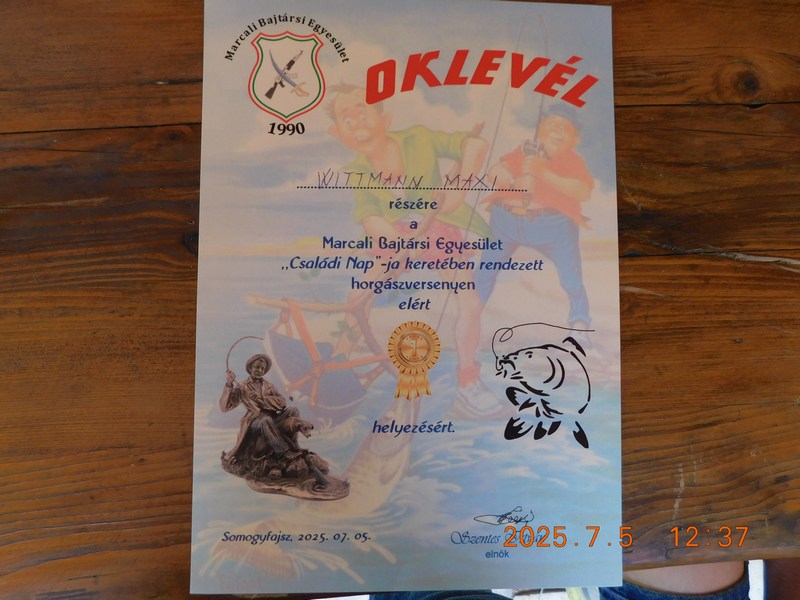 Marcali Bajtársi Egyesület
1990
OKLEVÉL
WITTMANN MAXI
részére
a
Marcali Bajtársi Egyesület
,,Családi Nap"-ja keretében rendezett
horgászversenyen
elért
helyezésért.
Somogyfajsz, 2025. 07. 05.
Szentes
elnök
2025.7.5 12:37